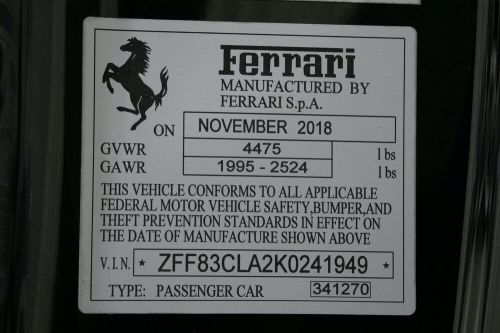 Ferrari
MANUFACTURED BY
FERRARI S.p.A.
ON NOVEMBER 2018
GVWR 4475 lbs
GAWR 1995 - 2524 lbs
THIS VEHICLE CONFORMS TO ALL APPLICABLE
FEDERAL MOTOR VEHICLE SAFETY,BUMPER,AND
THEFT PREVENTION STANDARDS IN EFFECT ON
THE DATE OF MANUFACTURE SHOWN ABOVE
V.I.N. * ZFF83CLA2K0241949 *
TYPE: PASSENGER CAR 341270